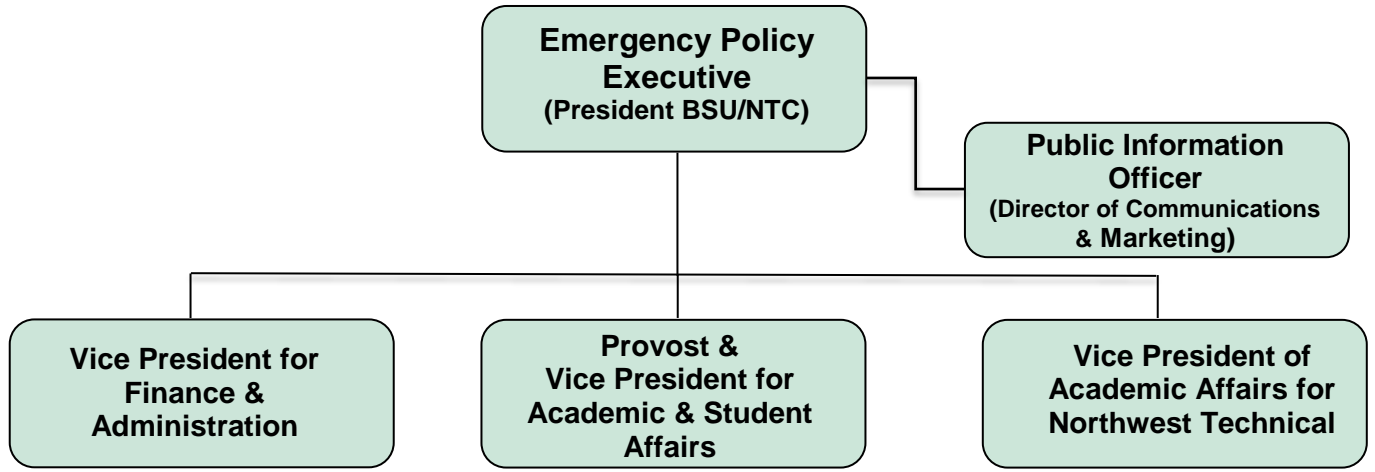 Emergency Policy
Executive
(President BSU/NTC)
Public Information
Officer
(Director of Communications
& Marketing)
Vice President for
Finance &
Administration
Provost &
Vice President for
Academic & Student
Affairs
Vice President of
Academic Affairs for
Northwest Technical